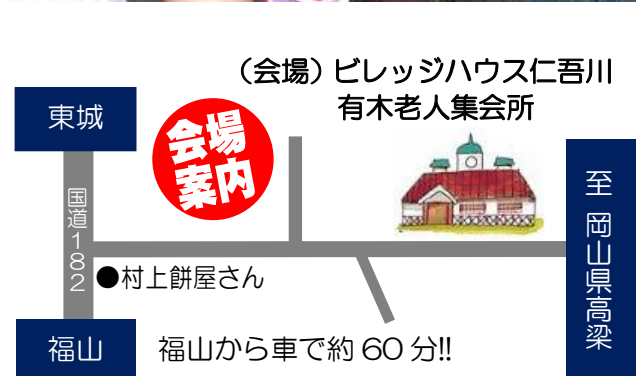 （会場）ビレッジハウス仁吾川
有木老人集会所
東城
会場
案内
国道182
至 岡山県高梁
●村上餅屋さん
福山
福山から車で約60分!!